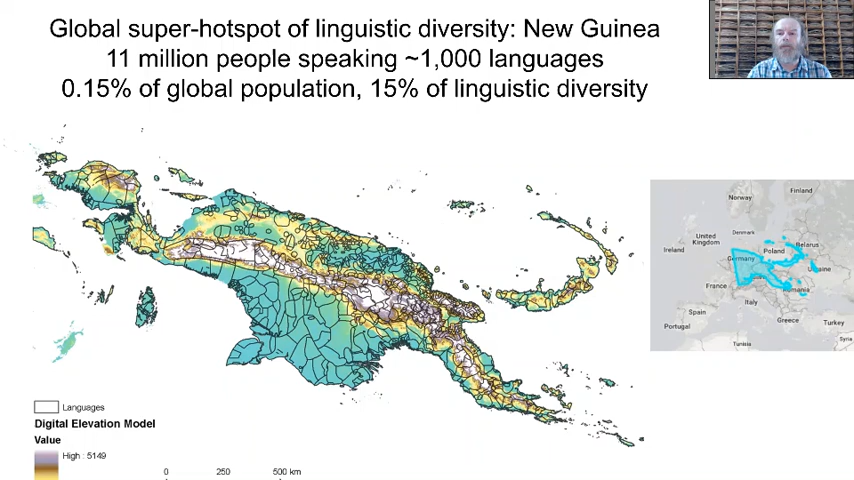 Global super-hotspot of linguistic diversity: New Guinea
11 million people speaking ~1,000 languages
0.15% of global population, 15% of linguistic diversity
Norway
Finland
Denmark
United
Kingdom
Ireland
Poland
Belarus
Germany
Ukraine
France
Italy
Spain
Portugal
Greece
Turkey
Tunisia
Syria
Languages
Digital Elevation Model
Value
High : 5149
0 250 500 km